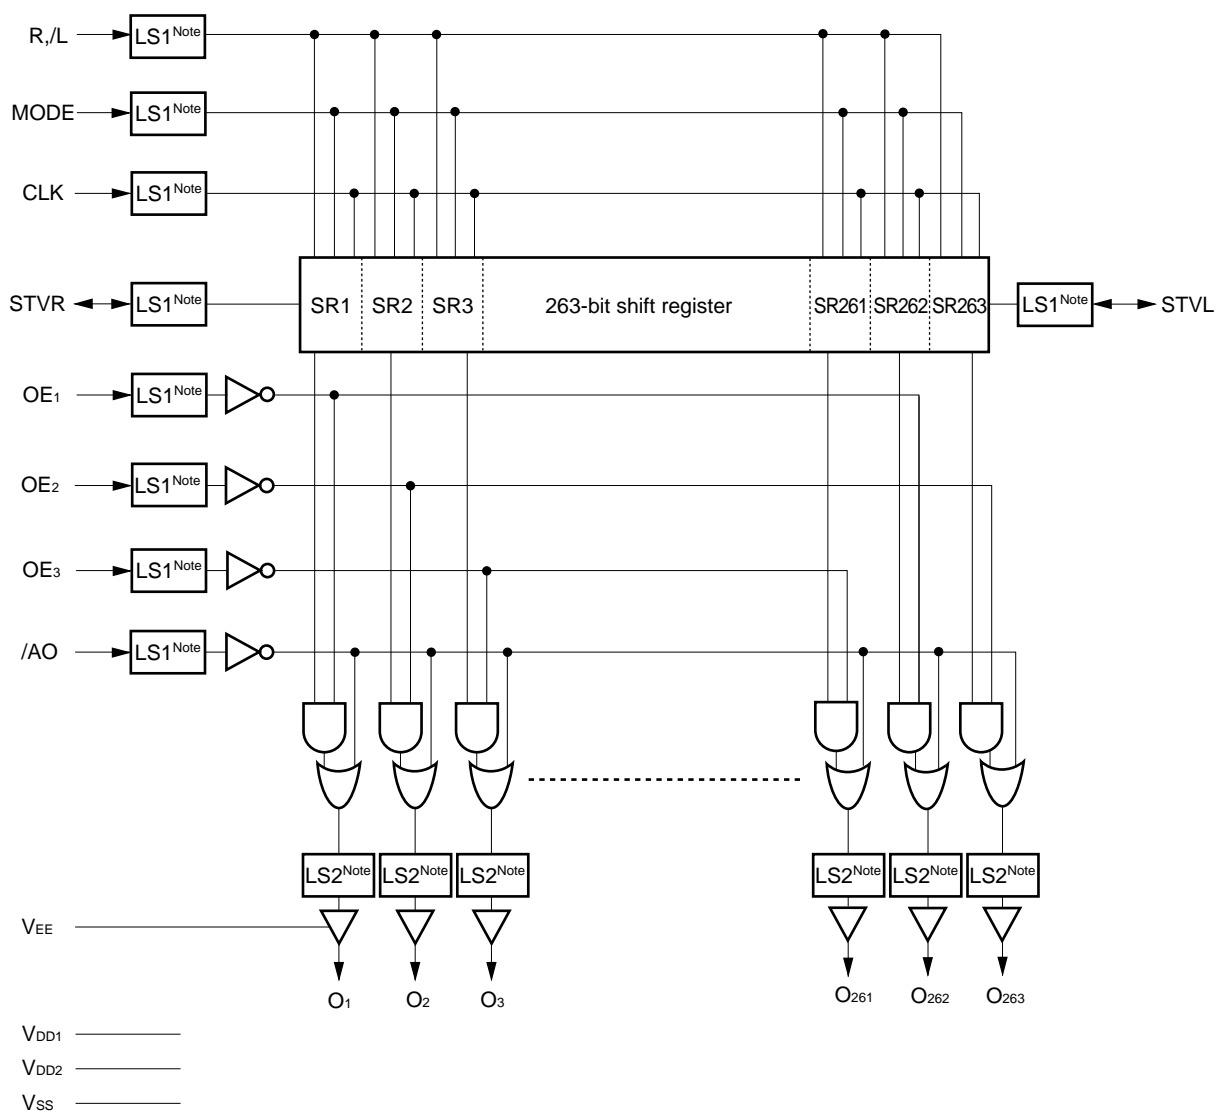 R,/L LS1Note
MODE LS1Note
CLK LS1Note
STVR LS1Note SR1 SR2 SR3 263-bit shift register SR261 SR262 SR263 LS1Note STVL
OE1 LS1Note
OE2 LS1Note
OE3 LS1Note
/AO LS1Note
LS2Note LS2Note LS2Note LS2Note LS2Note LS2Note
VEE
O1 O2 O3 O261 O262 O263
VDD1
VDD2
VSS